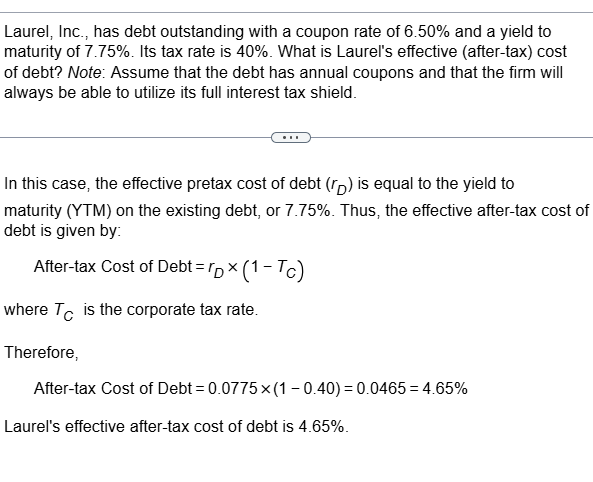 Laurel, Inc., has debt outstanding with a coupon rate of 6.50% and a yield to
maturity of 7.75%. Its tax rate is 40%. What is Laurel's effective (after-tax) cost
of debt? Note: Assume that the debt has annual coupons and that the firm will
always be able to utilize its full interest tax shield.
In this case, the effective pretax cost of debt (r_D) is equal to the yield to
maturity (YTM) on the existing debt, or 7.75%. Thus, the effective after-tax cost of
debt is given by:
After-tax Cost of Debt = r_D × (1 − T_C)
where T_C is the corporate tax rate.
Therefore,
After-tax Cost of Debt = 0.0775 × (1 − 0.40) = 0.0465 = 4.65%
Laurel's effective after-tax cost of debt is 4.65%.